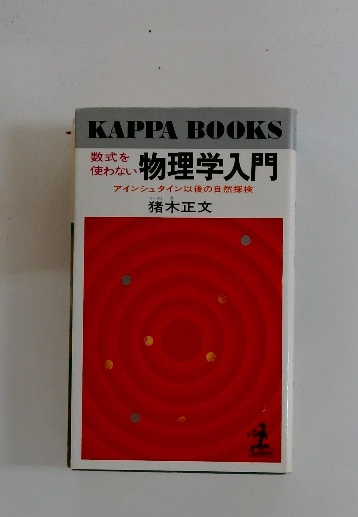 KAPPA BOOKS
数式を
使わない
物理学入門
アインシュタイン以後の自然探検
猪木正文